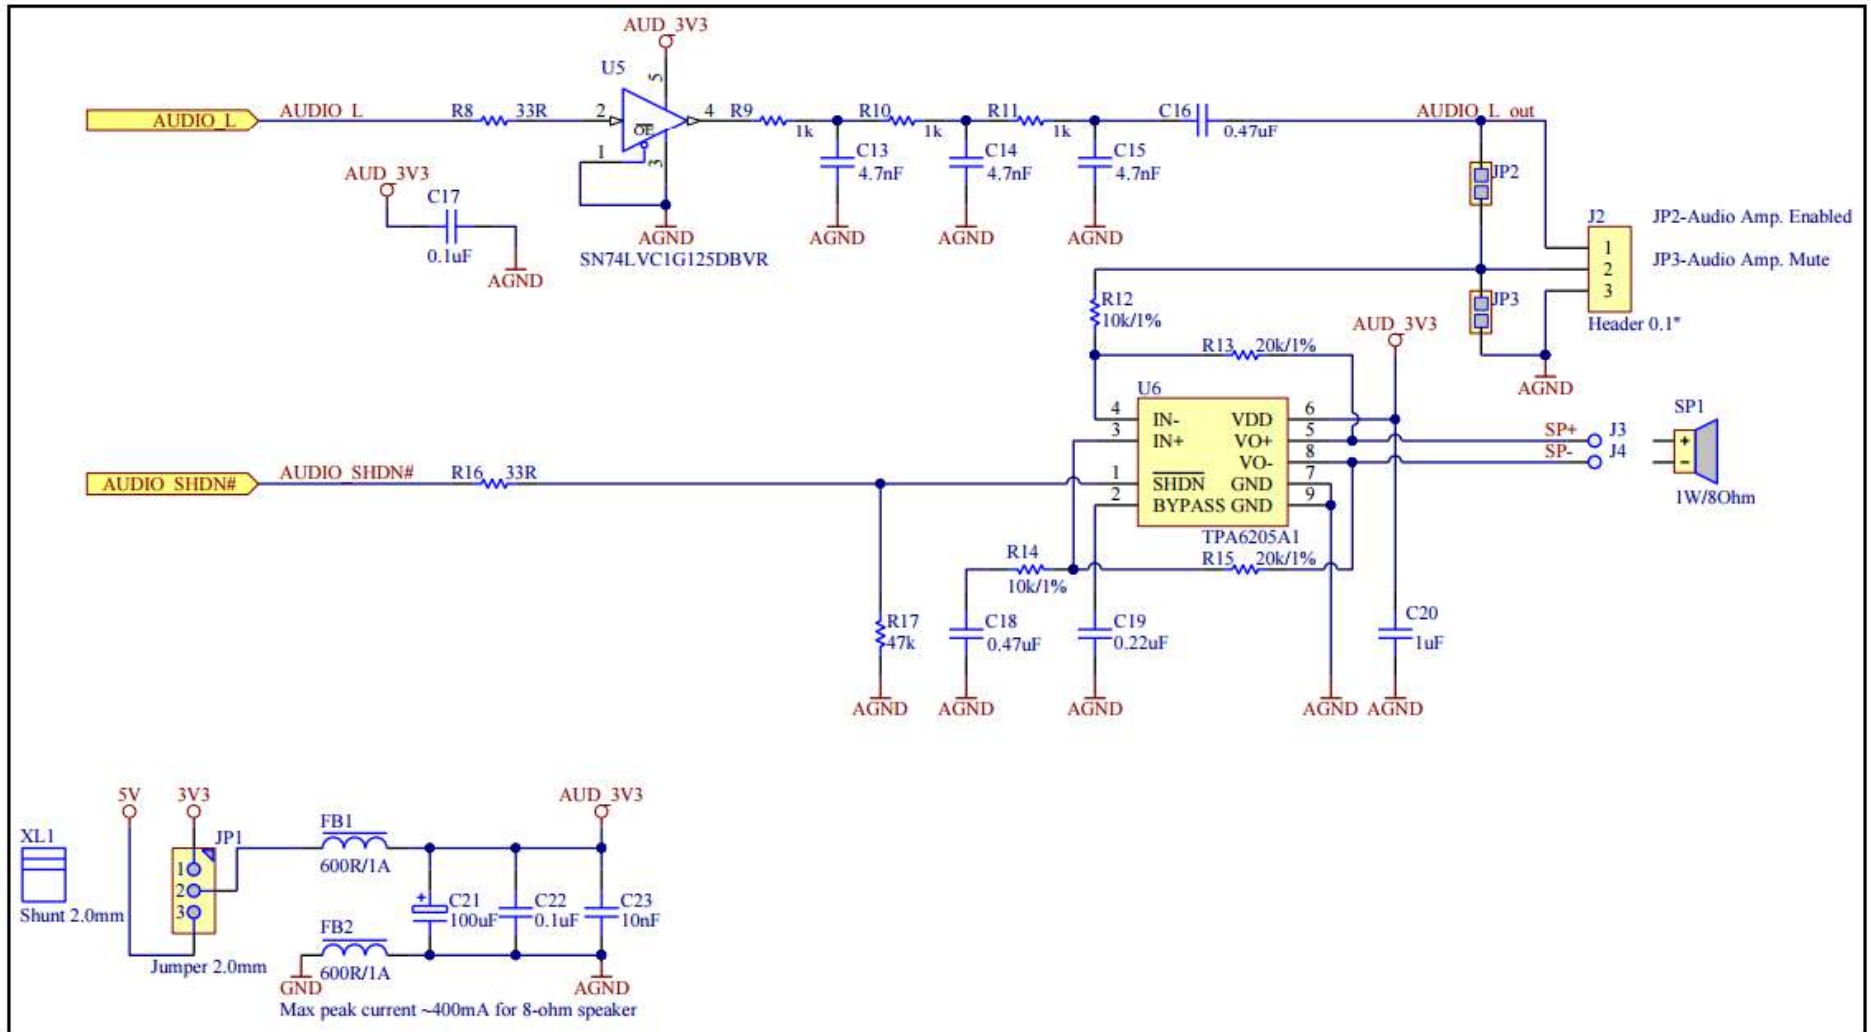 AUD_3V3
U5
5
AUDIO_L
AUDIO_L
R8
33R
2
OE
4
R9
1k
R10
1k
R11
1k
C16
0.47uF
AUDIO_L_out
1
3
C13
4.7nF
C14
4.7nF
C15
4.7nF
JP2
AUD_3V3
C17
0.1uF
AGND
AGND
SN74LVC1G125DBVR
AGND
AGND
AGND
J2
JP2-Audio Amp. Enabled
1
2
3
JP3-Audio Amp. Mute
Header 0.1"
JP3
AGND
R12
10k/1%
R13
20k/1%
AUD_3V3
U6
4
IN-
VDD
6
3
IN+
VO+
5
VO-
8
1
SHDN
GND
7
2
BYPASS
GND
9
TPA6205A1
SP+
J3
SP-
J4
SP1
+
-
1W/8Ohm
AUDIO_SHDN#
AUDIO_SHDN#
R16
33R
R14
10k/1%
R15
20k/1%
R17
47k
C18
0.47uF
C19
0.22uF
C20
1uF
AGND
AGND
AGND
AGND
AGND
5V
3V3
AUD_3V3
XL1
Shunt 2.0mm
JP1
1
2
3
Jumper 2.0mm
FB1
600R/1A
+
C21
100uF
C22
0.1uF
C23
10nF
FB2
600R/1A
GND
AGND
Max peak current ~400mA for 8-ohm speaker